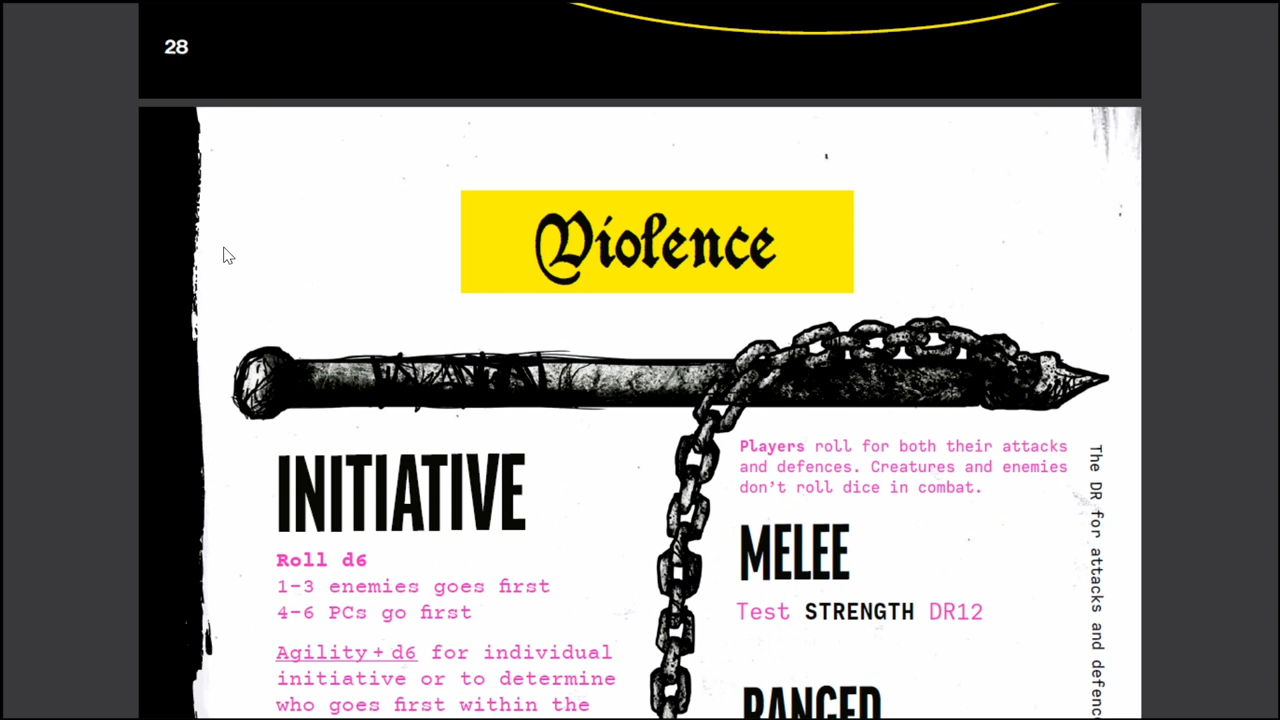 28
Violence
INITIATIVE
Roll d6
1-3 enemies goes first
4-6 PCs go first
Agility + d6 for individual
initiative or to determine
who goes first within the
Players roll for both their attacks
and defences. Creatures and enemies
don't roll dice in combat.
MELEE
Test STRENGTH DR12
RANGED
The DR for attacks and defenc